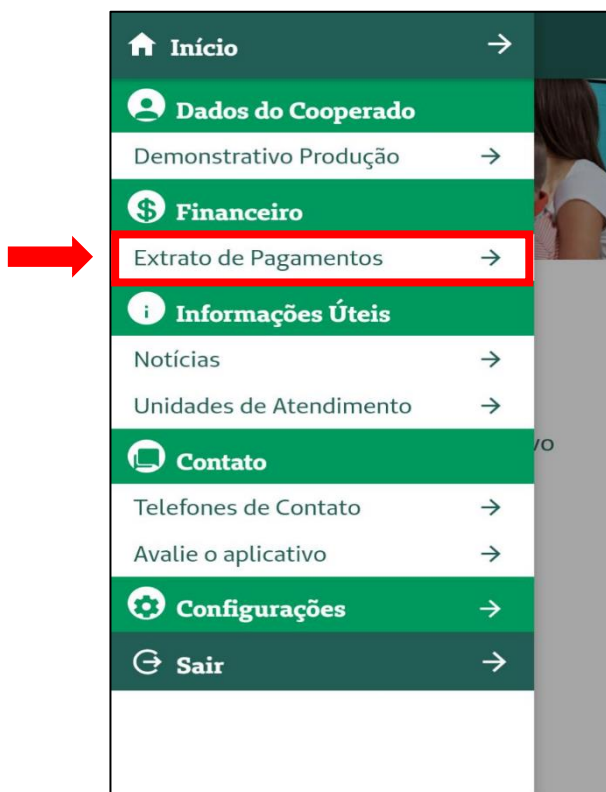 Início
Dados do Cooperado
Demonstrativo Produção
Financeiro
Extrato de Pagamentos
Informações Úteis
Notícias
Unidades de Atendimento
vo
Contato
Telefones de Contato
Avalie o aplicativo
Configurações
Sair